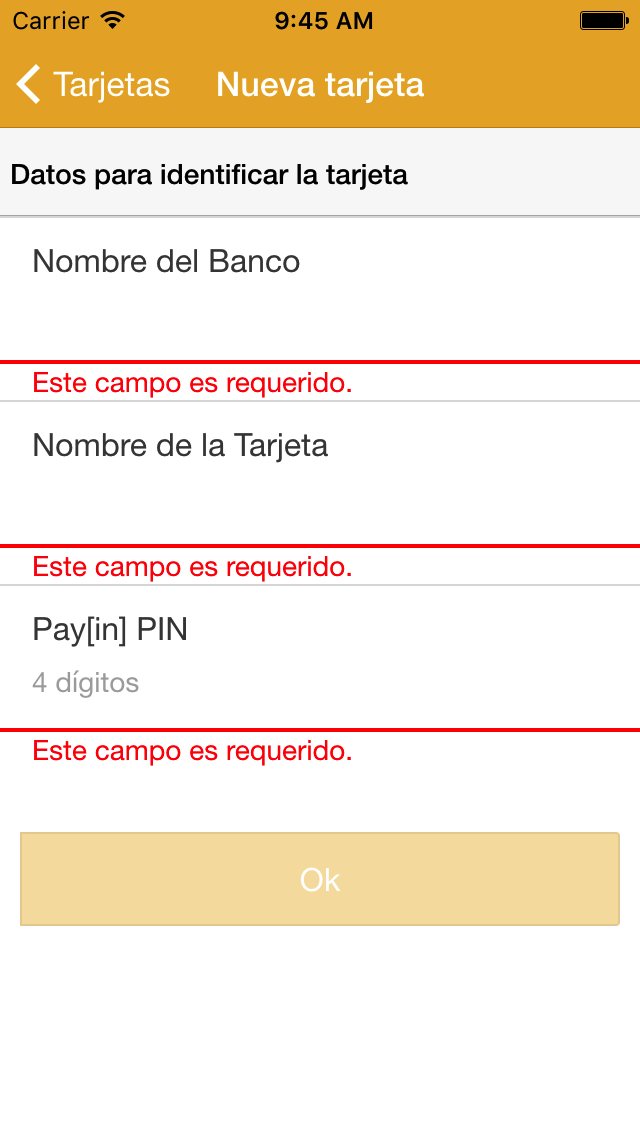 Carrier 9:45 AM
Tarjetas Nueva tarjeta
Datos para identificar la tarjeta
Nombre del Banco
Este campo es requerido.
Nombre de la Tarjeta
Este campo es requerido.
Pay[in] PIN
4 dígitos
Este campo es requerido.
Ok